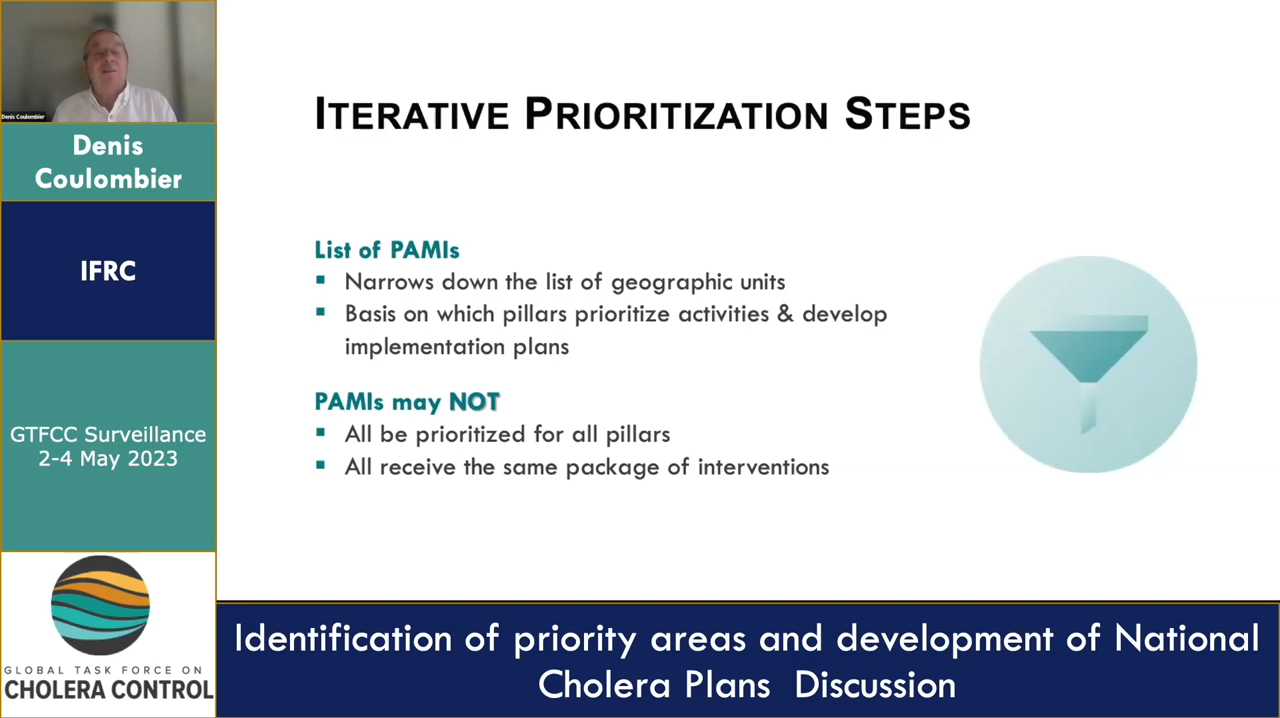 Denis Coulombier
Denis
Coulombier
IFRC
GTFCC Surveillance
2-4 May 2023
GLOBAL TASK FORCE ON
CHOLERA CONTROL
ITERATIVE PRIORITIZATION STEPS
List of PAMIs
▪ Narrows down the list of geographic units
▪ Basis on which pillars prioritize activities & develop
implementation plans
PAMIs may NOT
▪ All be prioritized for all pillars
▪ All receive the same package of interventions
Identification of priority areas and development of National
Cholera Plans Discussion